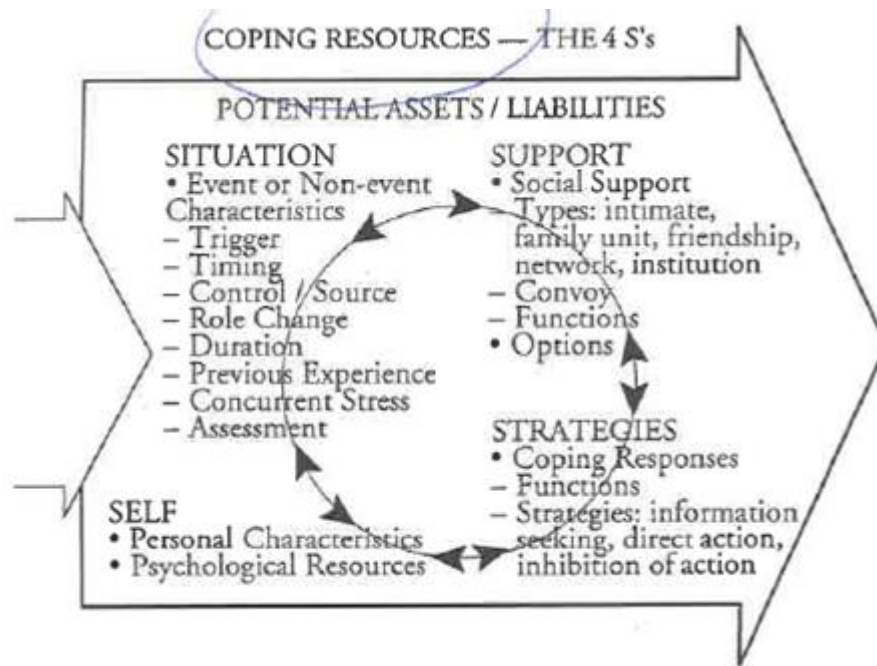 COPING RESOURCES — THE 4 S's
POTENTIAL ASSETS / LIABILITIES
SITUATION
• Event or Non-event
Characteristics
– Trigger
– Timing
– Control / Source
– Role Change
– Duration
– Previous Experience
– Concurrent Stress
– Assessment
SUPPORT
• Social Support
– Types: intimate,
family unit, friendship,
network, institution
– Convoy
– Functions
• Options
SELF
• Personal Characteristics
• Psychological Resources
STRATEGIES
• Coping Responses
– Functions
– Strategies: information
seeking, direct action,
inhibition of action